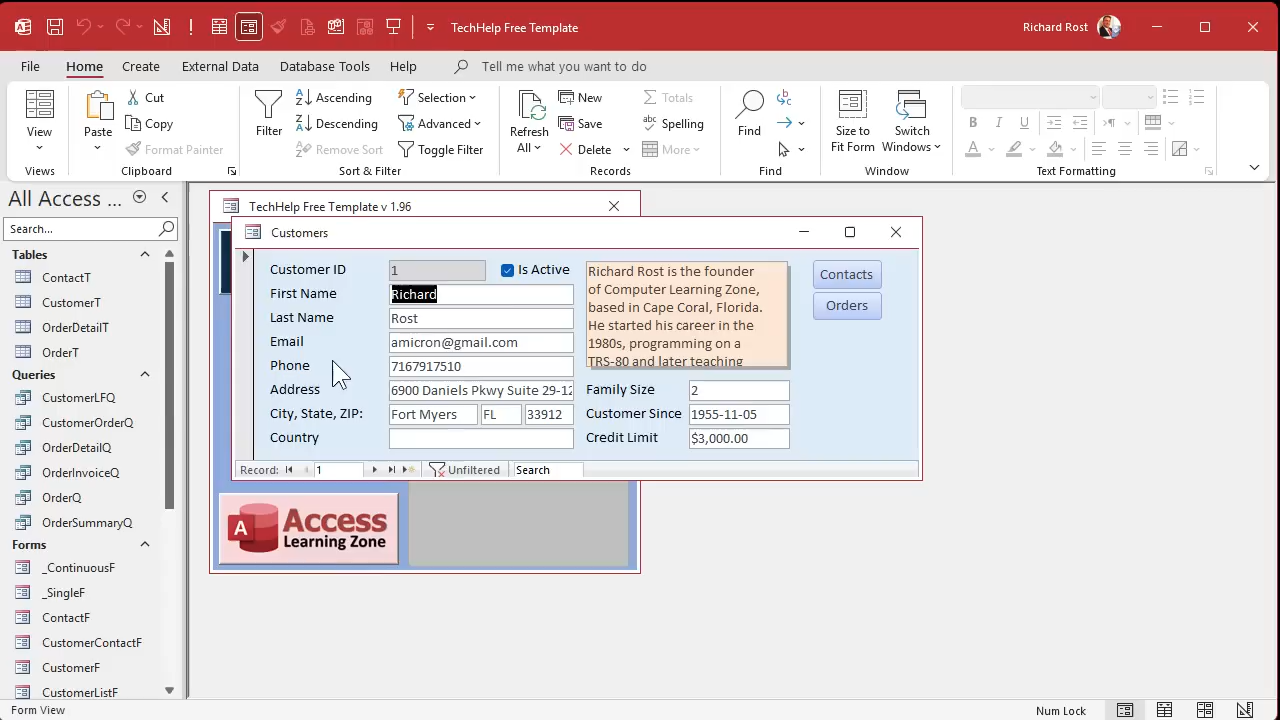 TechHelp Free Template
Richard Rost
File Home Create External Data Database Tools Help Tell me what you want to do
View
Views
Paste
Cut
Copy
Format Painter
Clipboard
Filter
Ascending
Descending
Remove Sort
Selection
Advanced
Toggle Filter
Sort & Filter
Refresh
All
New
Save
Delete
Totals
Spelling
More
Records
Find
Find
Size to
Fit Form
Switch
Windows
Window
B I U
A
Text Formatting
All Access ...
Search...
Tables
ContactT
CustomerT
OrderDetailT
OrderT
Queries
CustomerLFQ
CustomerOrderQ
OrderDetailQ
OrderInvoiceQ
OrderQ
OrderSummaryQ
Forms
_ContinuousF
_SingleF
ContactF
CustomerContactF
CustomerF
CustomerListF
TechHelp Free Template v 1.96
Customers
Customer ID 1 Is Active
First Name Richard
Last Name Rost
Email amicron@gmail.com
Phone 7167917510
Address 6900 Daniels Pkwy Suite 29-12
City, State, ZIP: Fort Myers FL 33912
Country
Richard Rost is the founder
of Computer Learning Zone,
based in Cape Coral, Florida.
He started his career in the
1980s, programming on a
TRS-80 and later teaching
Family Size 2
Customer Since 1955-11-05
Credit Limit $3,000.00
Contacts
Orders
Record: 1 Unfiltered Search
A Access
Learning Zone
Form View
Num Lock